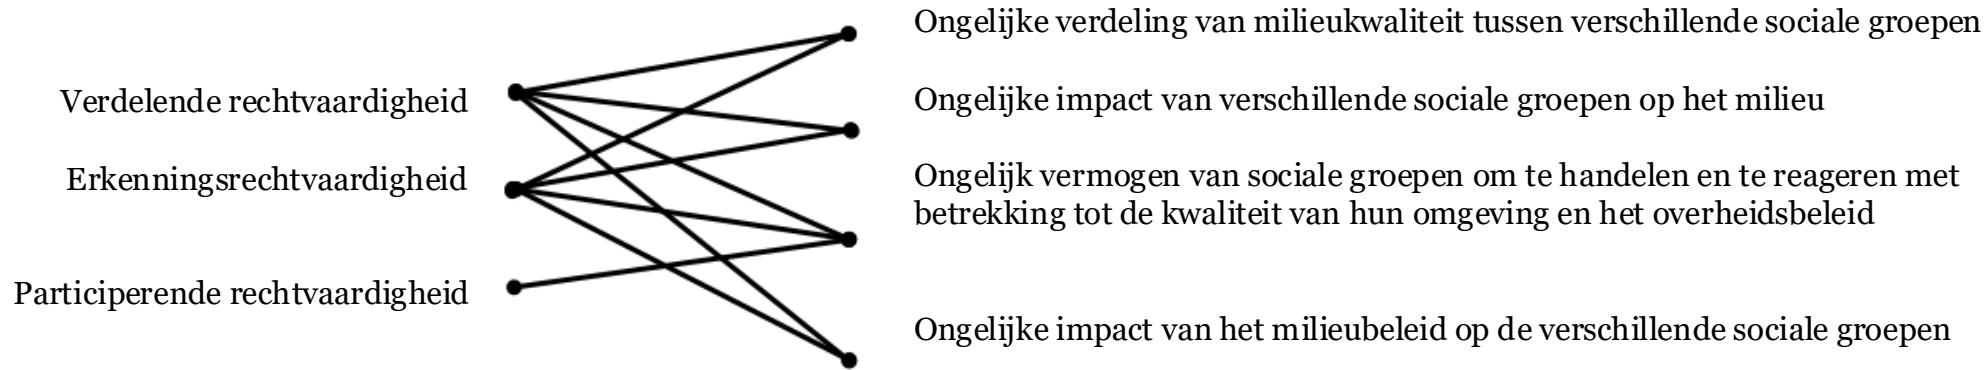 Verdelende rechtvaardigheid
Erkenningsrechtvaardigheid
Participerende rechtvaardigheid
Ongelijke verdeling van milieukwaliteit tussen verschillende sociale groepen
Ongelijke impact van verschillende sociale groepen op het milieu
Ongelijk vermogen van sociale groepen om te handelen en te reageren met
betrekking tot de kwaliteit van hun omgeving en het overheidsbeleid
Ongelijke impact van het milieubeleid op de verschillende sociale groepen